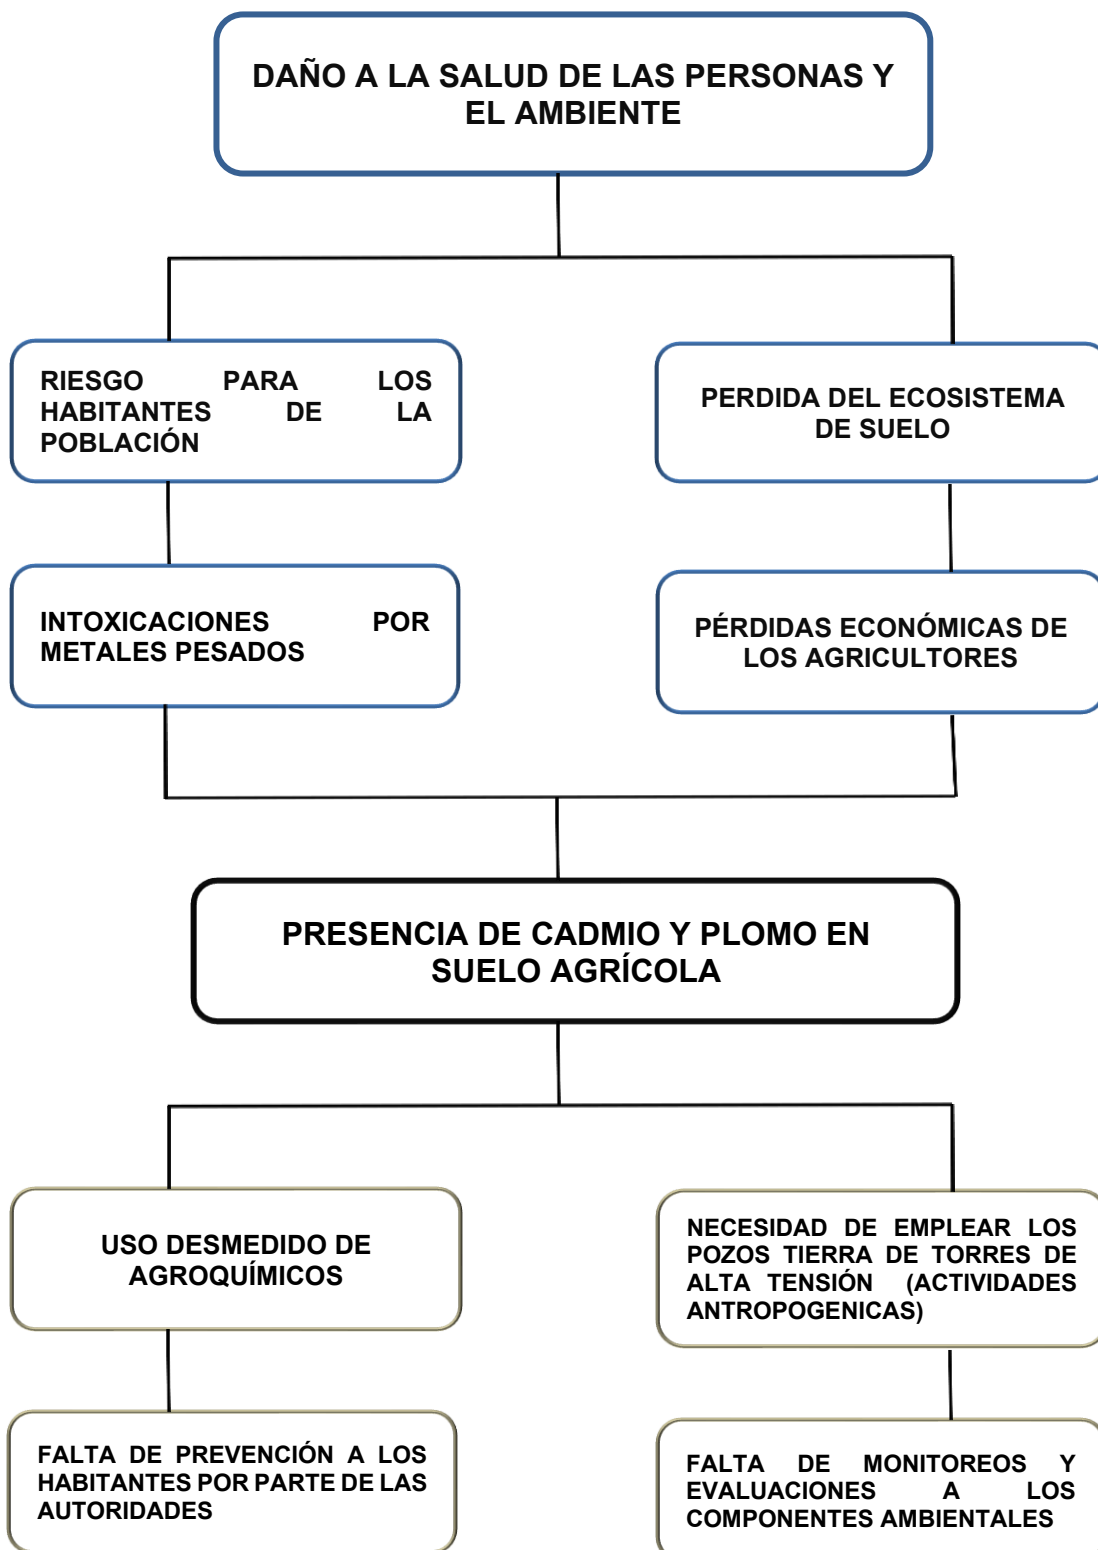 DAÑO A LA SALUD DE LAS PERSONAS Y
EL AMBIENTE
RIESGO PARA LOS
HABITANTES DE LA
POBLACIÓN
PERDIDA DEL ECOSISTEMA
DE SUELO
INTOXICACIONES POR
METALES PESADOS
PÉRDIDAS ECONÓMICAS DE
LOS AGRICULTORES
PRESENCIA DE CADMIO Y PLOMO EN
SUELO AGRÍCOLA
USO DESMEDIDO DE
AGROQUÍMICOS
NECESIDAD DE EMPLEAR LOS
POZOS TIERRA DE TORRES DE
ALTA TENSIÓN (ACTIVIDADES
ANTROPOGENICAS)
FALTA DE PREVENCIÓN A LOS
HABITANTES POR PARTE DE LAS
AUTORIDADES
FALTA DE MONITOREOS Y
EVALUACIONES A LOS
COMPONENTES AMBIENTALES